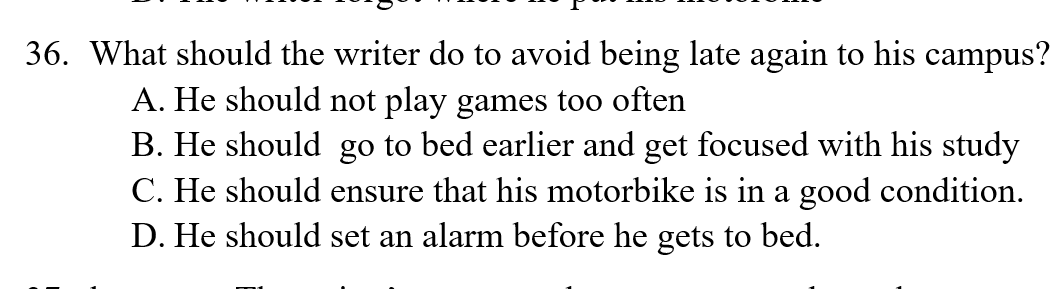 36. What should the writer do to avoid being late again to his campus?
A. He should not play games too often
B. He should  go to bed earlier and get focused with his study
C. He should ensure that his motorbike is in a good condition.
D. He should set an alarm before he gets to bed.